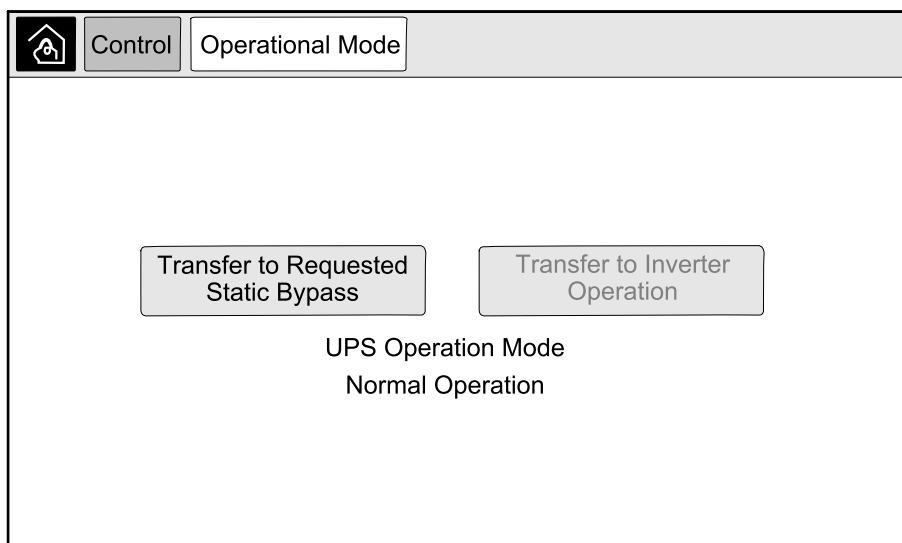 Control
Operational Mode
Transfer to Requested
Static Bypass
Transfer to Inverter
Operation
UPS Operation Mode
Normal Operation